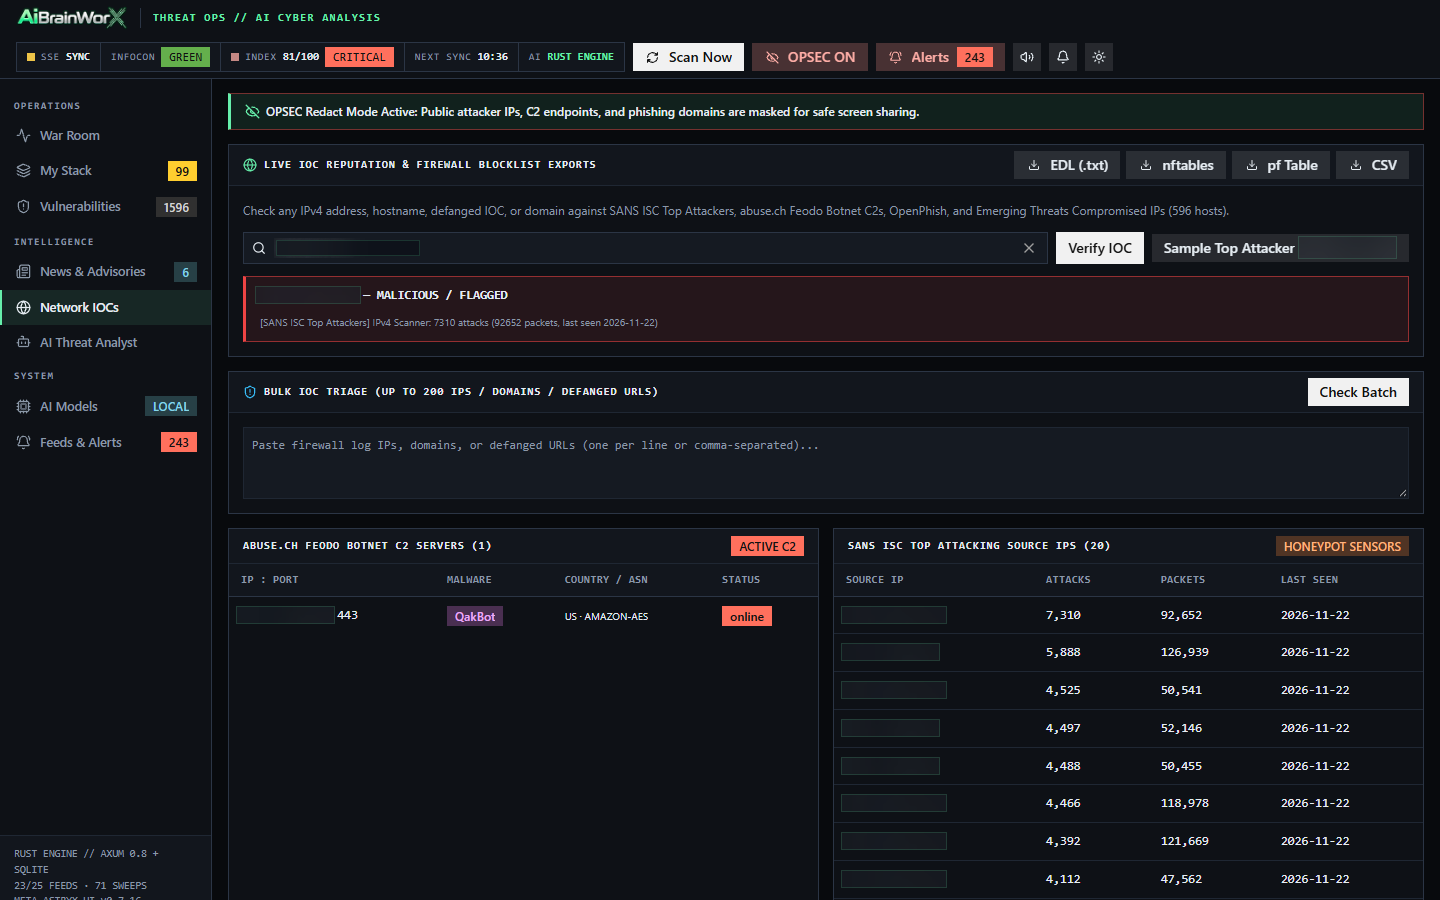 AiBrainWorX
THREAT OPS // AI CYBER ANALYSIS
SSE SYNC
INFOCON GREEN
INDEX 81/100 CRITICAL
NEXT SYNC 10:36
AI RUST ENGINE
Scan Now
OPSEC ON
Alerts 243
OPERATIONS
War Room
My Stack 99
Vulnerabilities 1596
INTELLIGENCE
News & Advisories 6
Network IOCs
AI Threat Analyst
SYSTEM
AI Models LOCAL
Feeds & Alerts 243
RUST ENGINE // AXUM 0.8 +
SQLITE
23/25 FEEDS · 71 SWEEPS
OPSEC Redact Mode Active: Public attacker IPs, C2 endpoints, and phishing domains are masked for safe screen sharing.
LIVE IOC REPUTATION & FIREWALL BLOCKLIST EXPORTS
EDL (.txt)
nftables
pf Table
CSV
Check any IPv4 address, hostname, defanged IOC, or domain against SANS ISC Top Attackers, abuse.ch Feodo Botnet C2s, OpenPhish, and Emerging Threats Compromised IPs (596 hosts).
Verify IOC
Sample Top Attacker
— MALICIOUS / FLAGGED
[SANS ISC Top Attackers] IPv4 Scanner: 7310 attacks (92652 packets, last seen 2026-11-22)
BULK IOC TRIAGE (UP TO 200 IPS / DOMAINS / DEFANGED URLS)
Check Batch
Paste firewall log IPs, domains, or defanged URLs (one per line or comma-separated)...
ABUSE.CH FEODO BOTNET C2 SERVERS (1)
ACTIVE C2
IP : PORT MALWARE COUNTRY / ASN STATUS
443 QakBot US · AMAZON-AES online
SANS ISC TOP ATTACKING SOURCE IPS (20)
HONEYPOT SENSORS
SOURCE IP ATTACKS PACKETS LAST SEEN
7,310 92,652 2026-11-22
5,888 126,939 2026-11-22
4,525 50,541 2026-11-22
4,497 52,146 2026-11-22
4,488 50,455 2026-11-22
4,466 118,978 2026-11-22
4,392 121,669 2026-11-22
4,112 47,562 2026-11-22